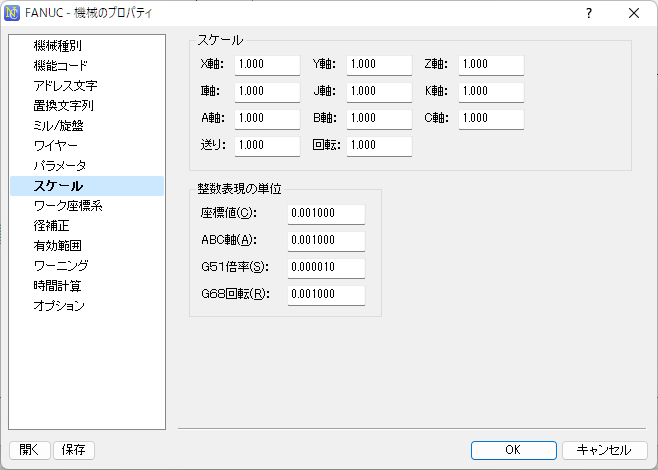 FANUC - 機械のプロパティ
機械種別
機能コード
アドレス文字
置換文字列
ミル/旋盤
ワイヤー
パラメータ
スケール
ワーク座標系
径補正
有効範囲
ワーニング
時間計算
オプション
スケール
X軸: 1.000 Y軸: 1.000 Z軸: 1.000
I軸: 1.000 J軸: 1.000 K軸: 1.000
A軸: 1.000 B軸: 1.000 C軸: 1.000
送り: 1.000 回転: 1.000
整数表現の単位
座標値(C): 0.001000
ABC軸(A): 0.001000
G51倍率(S): 0.000010
G68回転(R): 0.001000
開く 保存 OK キャンセル